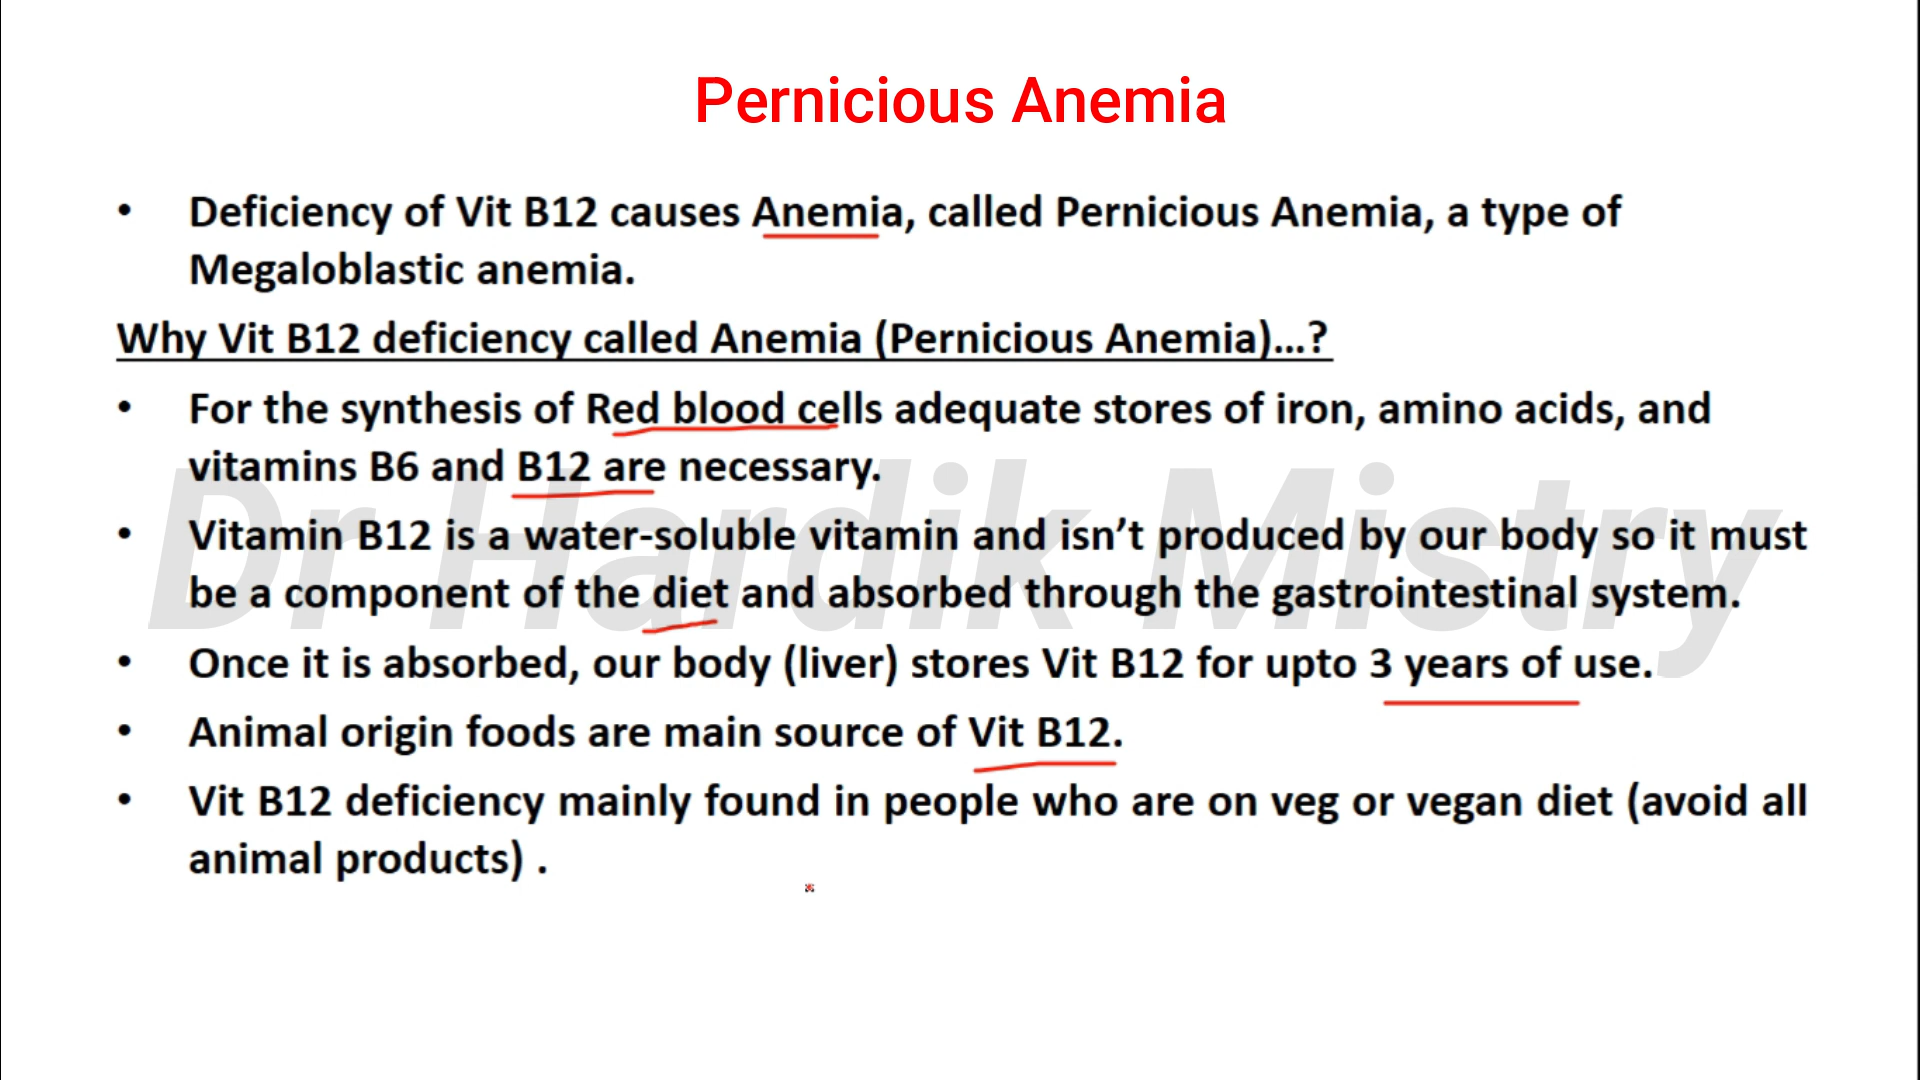 Pernicious Anemia
• Deficiency of Vit B12 causes Anemia, called Pernicious Anemia, a type of
Megaloblastic anemia.
Why Vit B12 deficiency called Anemia (Pernicious Anemia)...?
• For the synthesis of Red blood cells adequate stores of iron, amino acids, and
vitamins B6 and B12 are necessary.
• Vitamin B12 is a water-soluble vitamin and isn’t produced by our body so it must
be a component of the diet and absorbed through the gastrointestinal system.
• Once it is absorbed, our body (liver) stores Vit B12 for upto 3 years of use.
• Animal origin foods are main source of Vit B12.
• Vit B12 deficiency mainly found in people who are on veg or vegan diet (avoid all
animal products) .
Dr Hardik Mistry